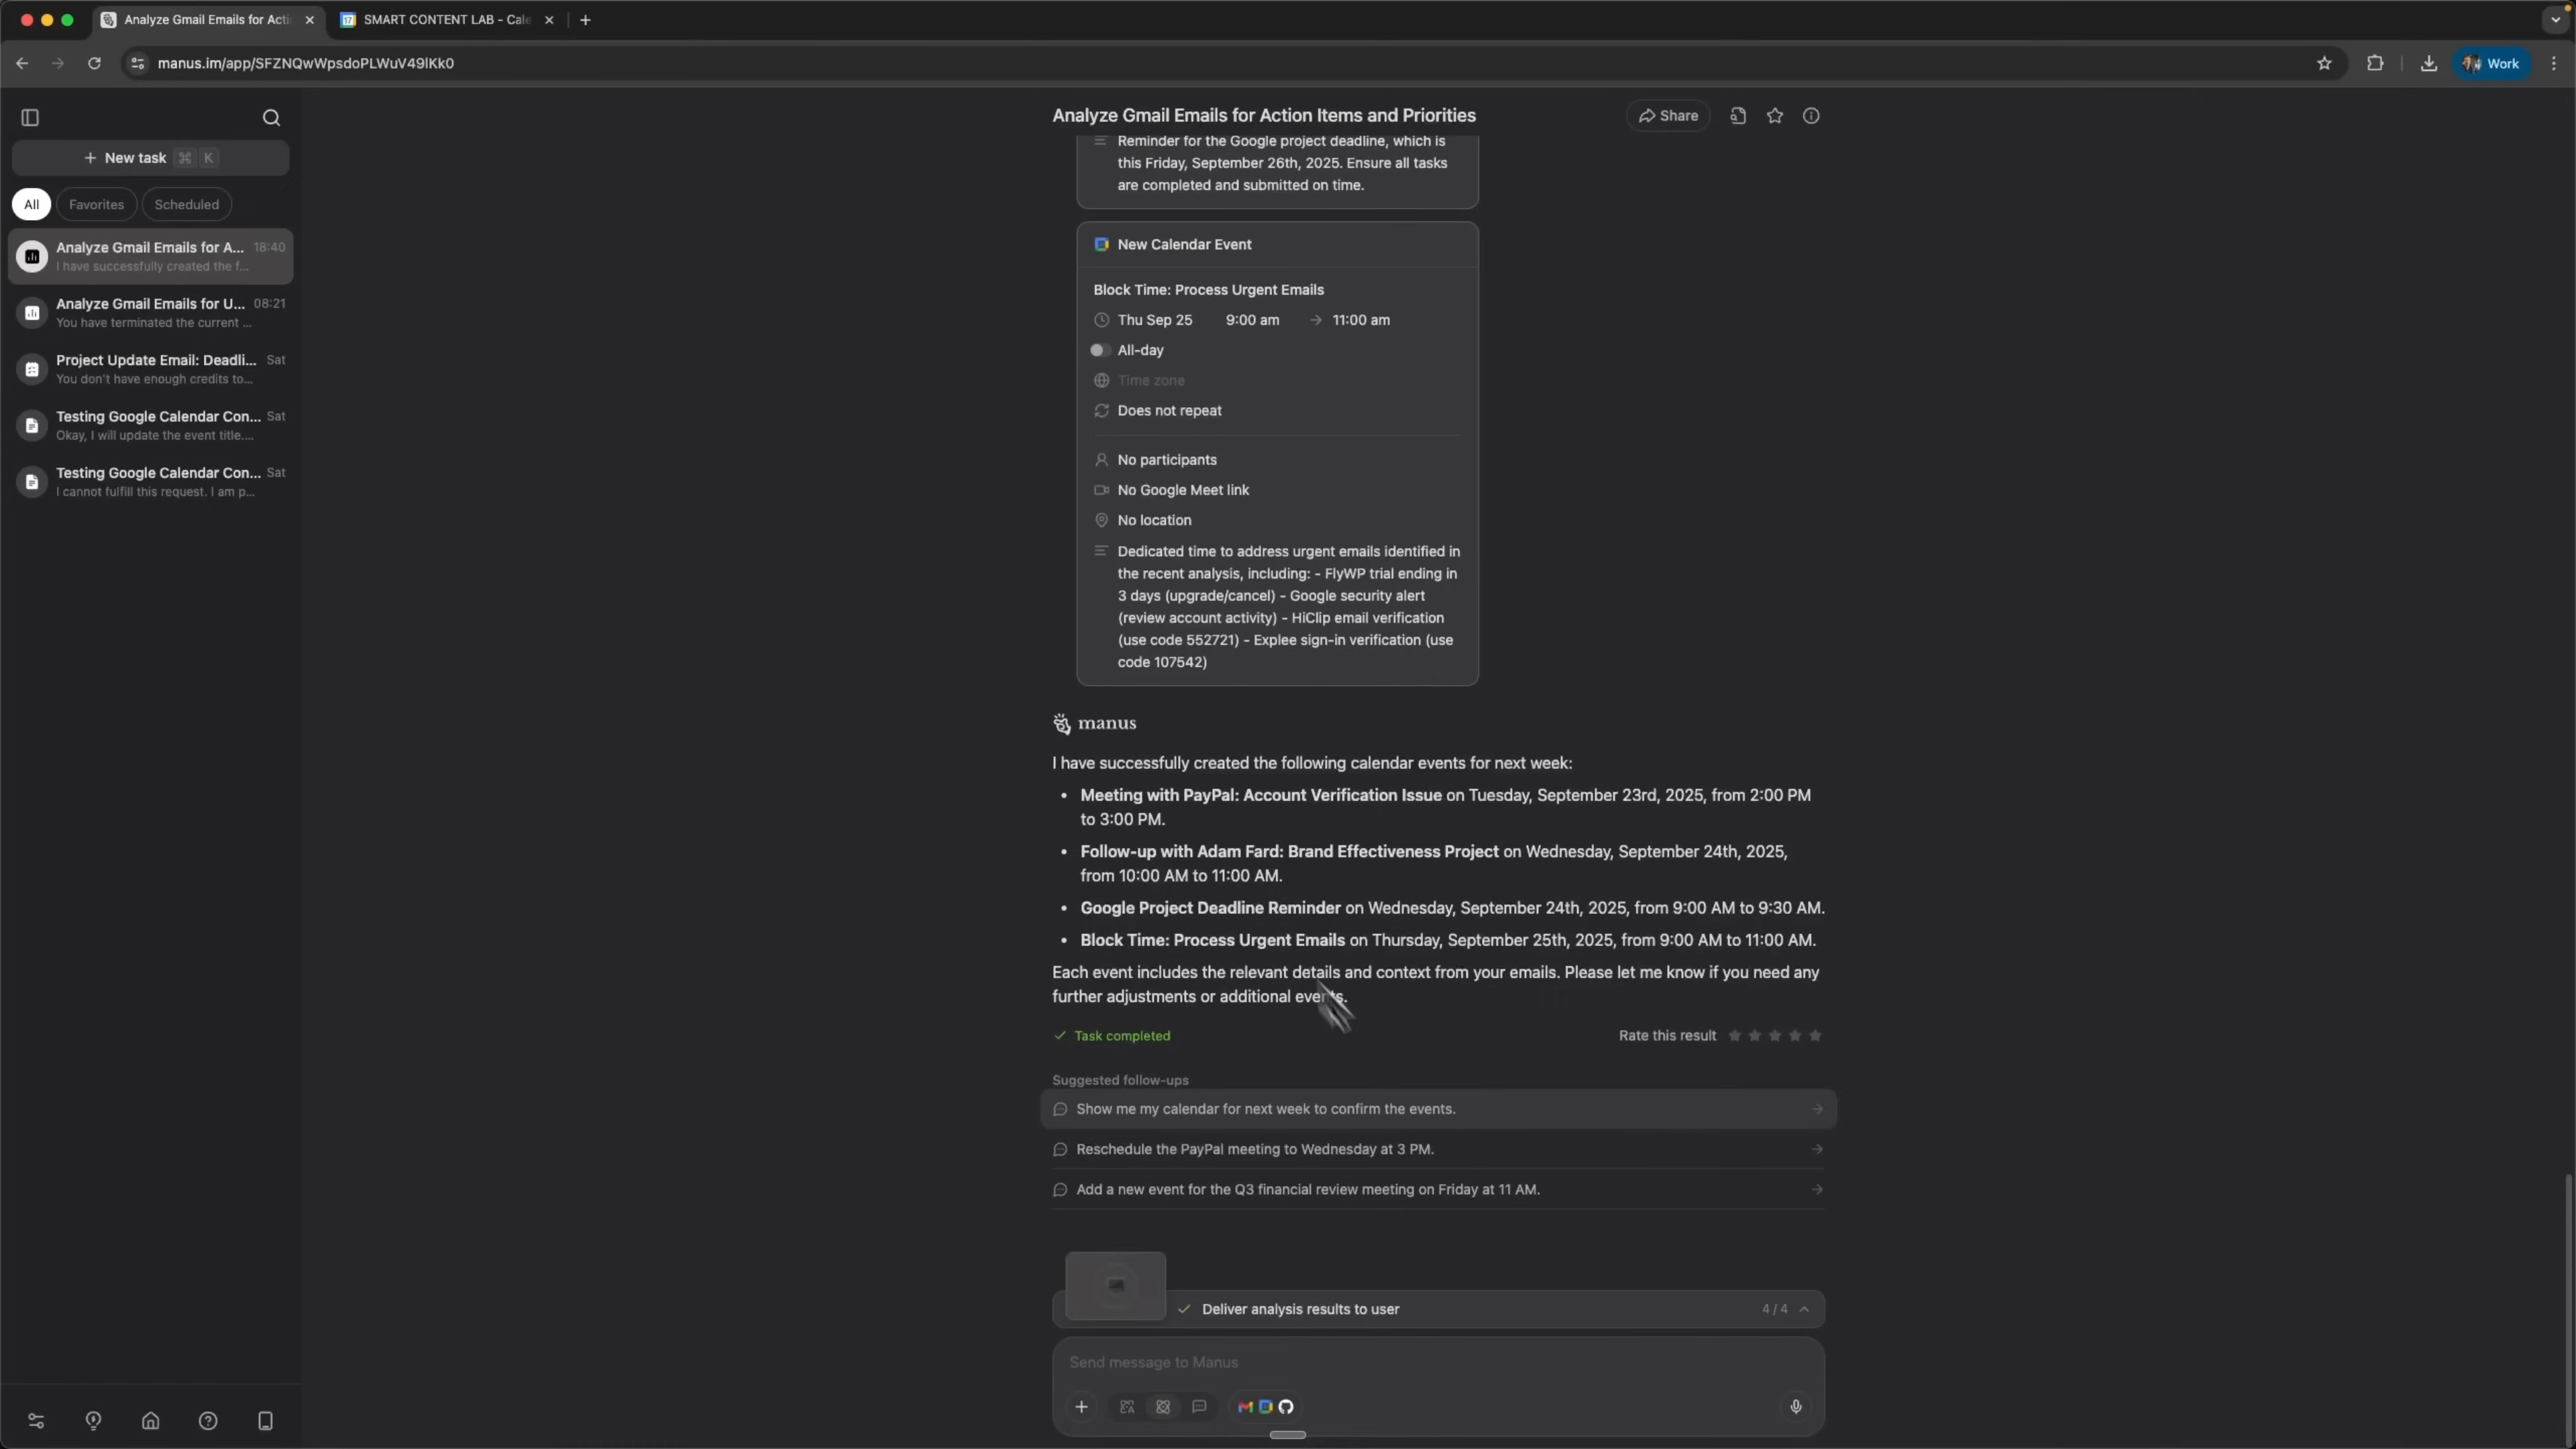 Analyze Gmail Emails for Acti
SMART CONTENT LAB - Cale
manus.im/app/SFZNQwWpsdoPLWuV49lKk0
Work
New task ⌘ K
All
Favorites
Scheduled
Analyze Gmail Emails for A... 18:40
I have successfully created the f...
Analyze Gmail Emails for U... 08:21
You have terminated the current ...
Project Update Email: Deadli... Sat
You don't have enough credits to...
Testing Google Calendar Con... Sat
Okay, I will update the event title....
Testing Google Calendar Con... Sat
I cannot fulfill this request. I am p...
Analyze Gmail Emails for Action Items and Priorities
Share
Reminder for the Google project deadline, which is
this Friday, September 26th, 2025. Ensure all tasks
are completed and submitted on time.
New Calendar Event
Block Time: Process Urgent Emails
Thu Sep 25 9:00 am → 11:00 am
All-day
Time zone
Does not repeat
No participants
No Google Meet link
No location
Dedicated time to address urgent emails identified in
the recent analysis, including: - FlyWP trial ending in
3 days (upgrade/cancel) - Google security alert
(review account activity) - HiClip email verification
(use code 552721) - Explee sign-in verification (use
code 107542)
manus
I have successfully created the following calendar events for next week:
• Meeting with PayPal: Account Verification Issue on Tuesday, September 23rd, 2025, from 2:00 PM
to 3:00 PM.
• Follow-up with Adam Fard: Brand Effectiveness Project on Wednesday, September 24th, 2025,
from 10:00 AM to 11:00 AM.
• Google Project Deadline Reminder on Wednesday, September 24th, 2025, from 9:00 AM to 9:30 AM.
• Block Time: Process Urgent Emails on Thursday, September 25th, 2025, from 9:00 AM to 11:00 AM.
Each event includes the relevant details and context from your emails. Please let me know if you need any
further adjustments or additional events.
Task completed
Rate this result
Suggested follow-ups
Show me my calendar for next week to confirm the events.
Reschedule the PayPal meeting to Wednesday at 3 PM.
Add a new event for the Q3 financial review meeting on Friday at 11 AM.
Deliver analysis results to user
4 / 4
Send message to Manus